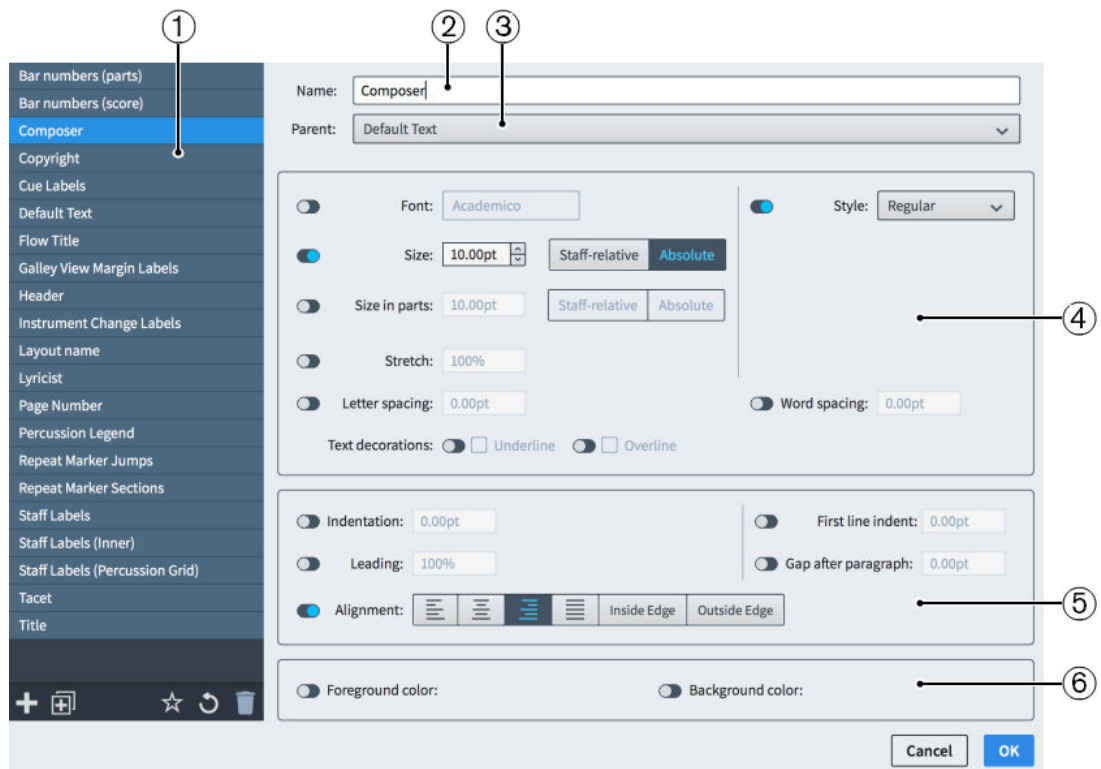 1 2 3
Bar numbers (parts)
Bar numbers (score)
Composer
Copyright
Cue Labels
Default Text
Flow Title
Galley View Margin Labels
Header
Instrument Change Labels
Layout name
Lyricist
Page Number
Percussion Legend
Repeat Marker Jumps
Repeat Marker Sections
Staff Labels
Staff Labels (Inner)
Staff Labels (Percussion Grid)
Tacet
Title
Name: Composer
Parent: Default Text
Font: Academico Style: Regular
Size: 10.00pt Staff-relative Absolute
Size in parts: 10.00pt Staff-relative Absolute
4
Stretch: 100%
Letter spacing: 0.00pt Word spacing: 0.00pt
Text decorations: Underline Overline
Indentation: 0.00pt First line indent: 0.00pt
Leading: 100% Gap after paragraph: 0.00pt
Alignment: Inside Edge Outside Edge
5
Foreground color: Background color:
6
Cancel OK